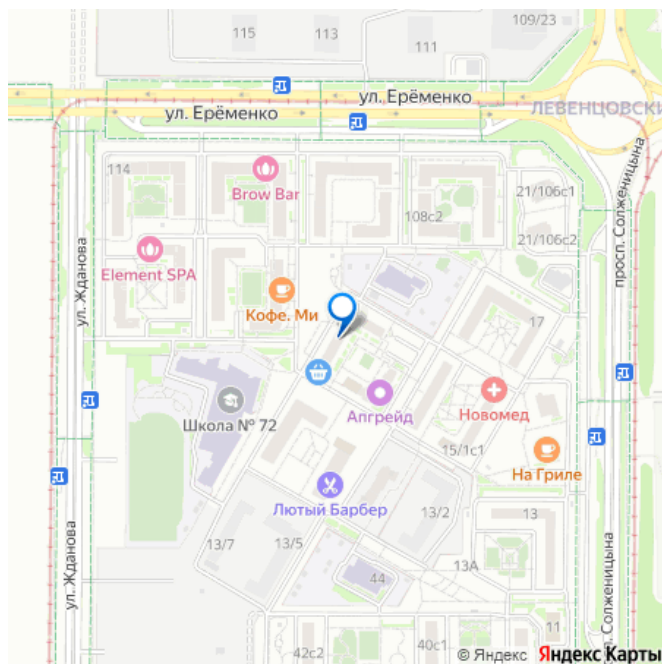 109/23
115
113
111
ул. Ерёменко
ул. Ерёменко
ЛЕВЕНЦОВСКИ
114
Brow Bar
21/106с1
108с2
21/106с2
просп. Солженицына
ул. Жданова
Element SPA
Кофе. Ми
17
Школа № 72
Апгрейд
Новомед
15/1с1
На Гриле
Лютый Барбер
13/2
13
13/7
13/5
13А
44
ул. Жданова
п. Солженицына
11
42с2
40с1
© Яндекс Яндекс Карты